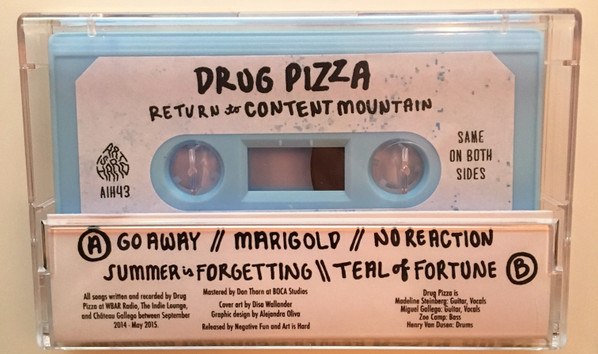 DRUG PIZZA
RETURN to CONTENT MOUNTAIN
ART IS HARD
AIH43
SAME
ON BOTH
SIDES
A GO AWAY // MARIGOLD // NO REACTION
SUMMER is FORGETTING \\ TEAL of FORTUNE B
All songs written and recorded by Drug
Pizza at WBAR Radio, The Indie Lounge,
and Château Gallego between September
2014 - May 2015.
Mastered by Dan Thorn at BOCA Studios
Cover art by Disa Wallander
Graphic design by Alejandra Oliva
Released by Negative Fun and Art is Hard
Drug Pizza is
Madeline Steinberg: Guitar, Vocals
Miguel Gallego: Guitar, Vocals
Zoe Camp: Bass
Henry Van Dusen: Drums